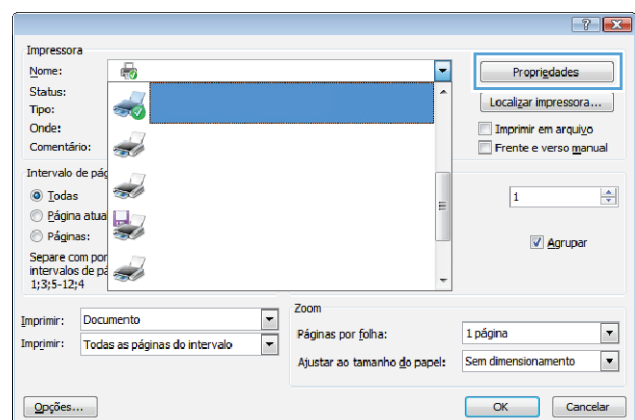 Impressora
Nome:
Propriedades
Status:
Tipo:
Localizar impressora...
Onde:
Imprimir em arquivo
Comentário:
Frente e verso manual
Intervalo de pág
Todas
1
Página atua
Páginas:
Agrupar
Separe com pon
intervalos de pá
1;3;5-12;4
Zoom
Imprimir: Documento
Páginas por folha: 1 página
Imprimir: Todas as páginas do intervalo
Ajustar ao tamanho do papel: Sem dimensionamento
Opções...
OK
Cancelar